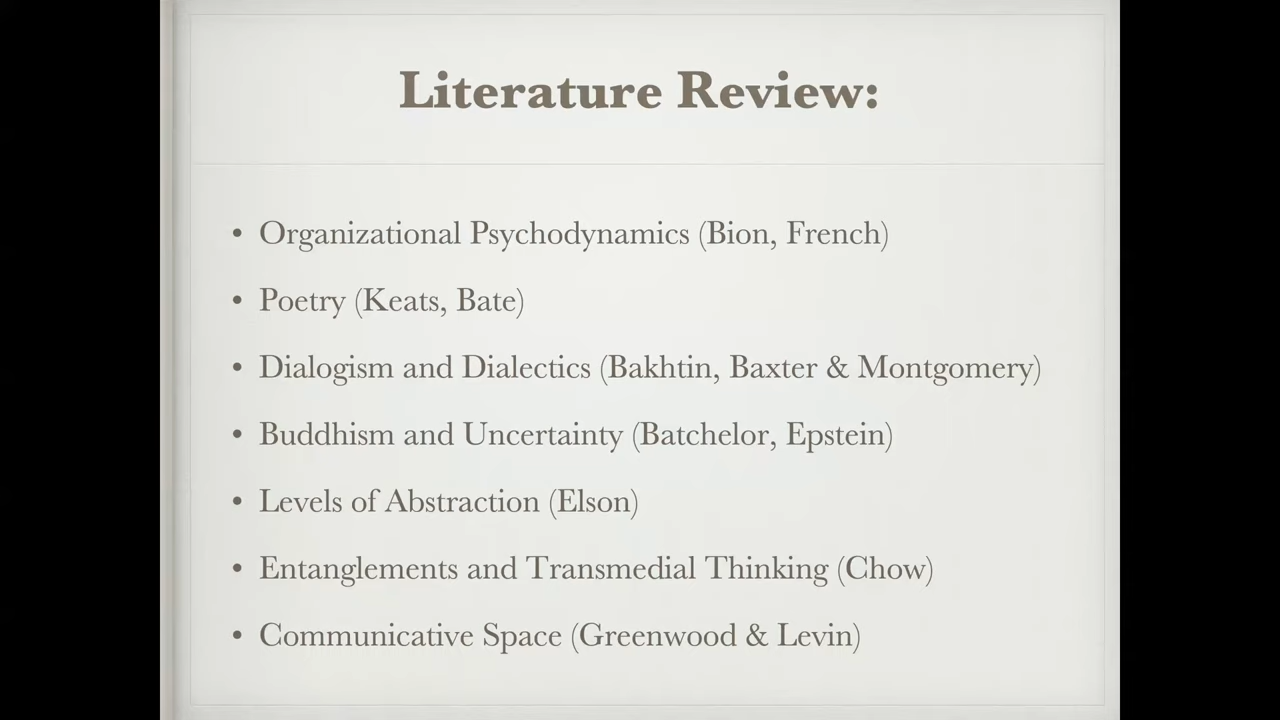 Literature Review:
• Organizational Psychodynamics (Bion, French)
• Poetry (Keats, Bate)
• Dialogism and Dialectics (Bakhtin, Baxter & Montgomery)
• Buddhism and Uncertainty (Batchelor, Epstein)
• Levels of Abstraction (Elson)
• Entanglements and Transmedial Thinking (Chow)
• Communicative Space (Greenwood & Levin)